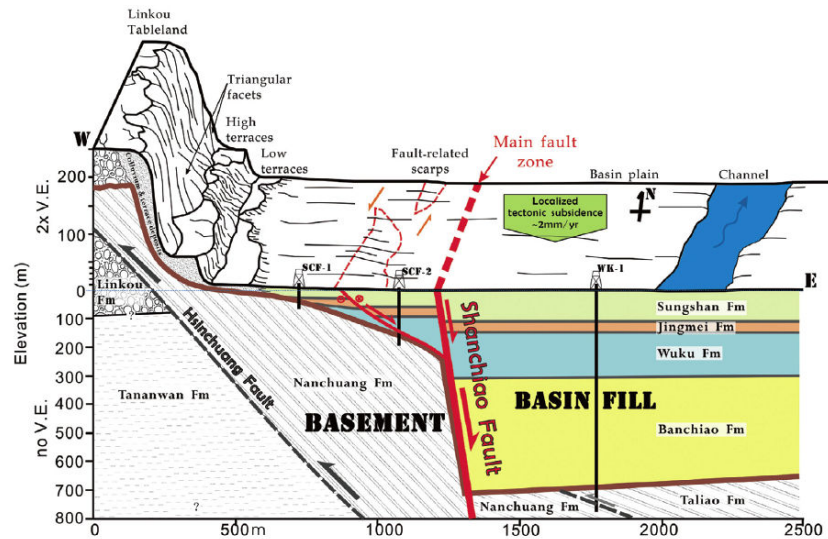 Linkou
Tableland
Triangular
facets
High
terraces
Low
terraces
W
Fault-related
scarps
Main fault
zone
Basin plain
Channel
Localized
tectonic subsidence
~2mm/yr
N
2x V.E.
Elevation (m)
no V.E.
200
100
0
100
200
300
400
500
600
700
800
Colluvium & terrace deposits
SCF-1
SCF-2
WK-1
E
Linkou
Fm
?
Hsinchuang Fault
Tananwan Fm
?
Nanchuang Fm
BASEMENT
Shanchiao Fault
BASIN FILL
Sungshan Fm
Jingmei Fm
Wuku Fm
Banchiao Fm
Taliao Fm
Nanchuang Fm
0
500m
1000
1500
2000
2500